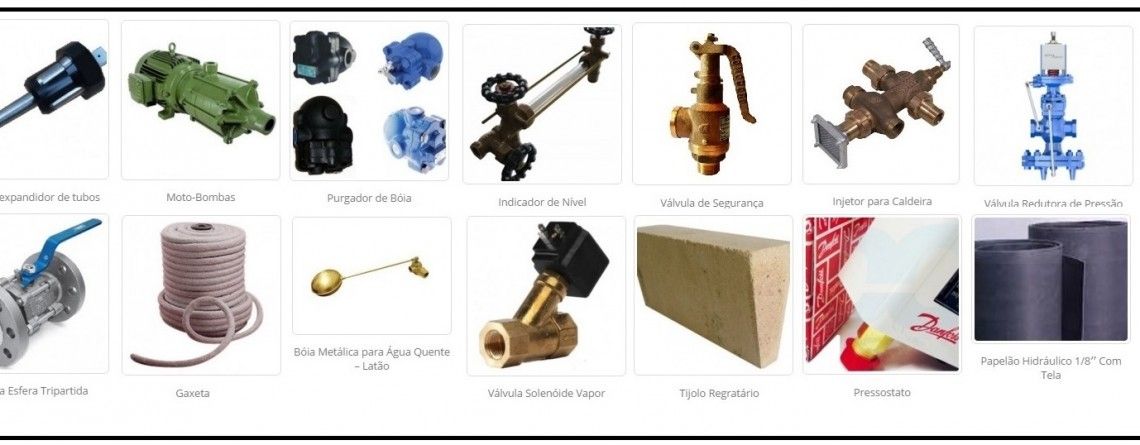 expandidor de tubos
Moto-Bombas
Purgador de Bóia
Indicador de Nível
Válvula de Segurança
Injetor para Caldeira
Válvula Redutora de Pressão
a Esfera Tripartida
Gaxeta
Bóia Metálica para Água Quente
– Latão
Válvula Solenóide Vapor
Tijolo Regratário
Danfoss
Pressostato
Papelão Hidráulico 1/8″ Com
Tela